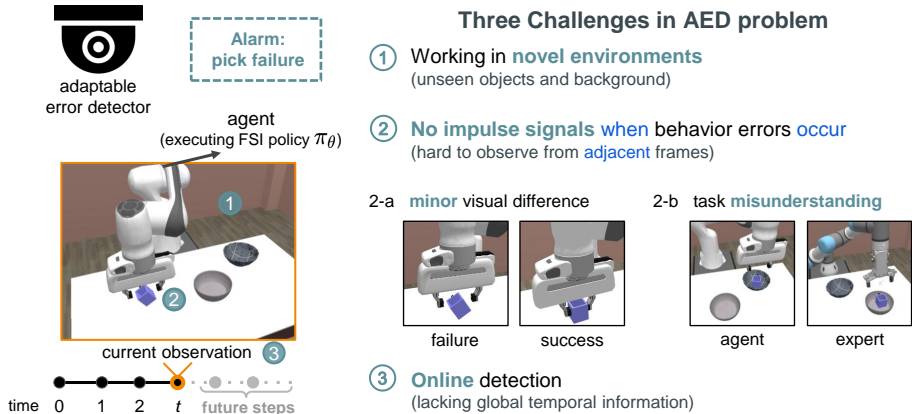 Three Challenges in AED problem
Alarm:
pick failure
adaptable
error detector
agent
(executing FSI policy πθ)
1
2
current observation 3
time 0 1 2 t future steps
1 Working in novel environments
(unseen objects and background)
2 No impulse signals when behavior errors occur
(hard to observe from adjacent frames)
2-a minor visual difference
failure success
2-b task misunderstanding
agent expert
3 Online detection
(lacking global temporal information)